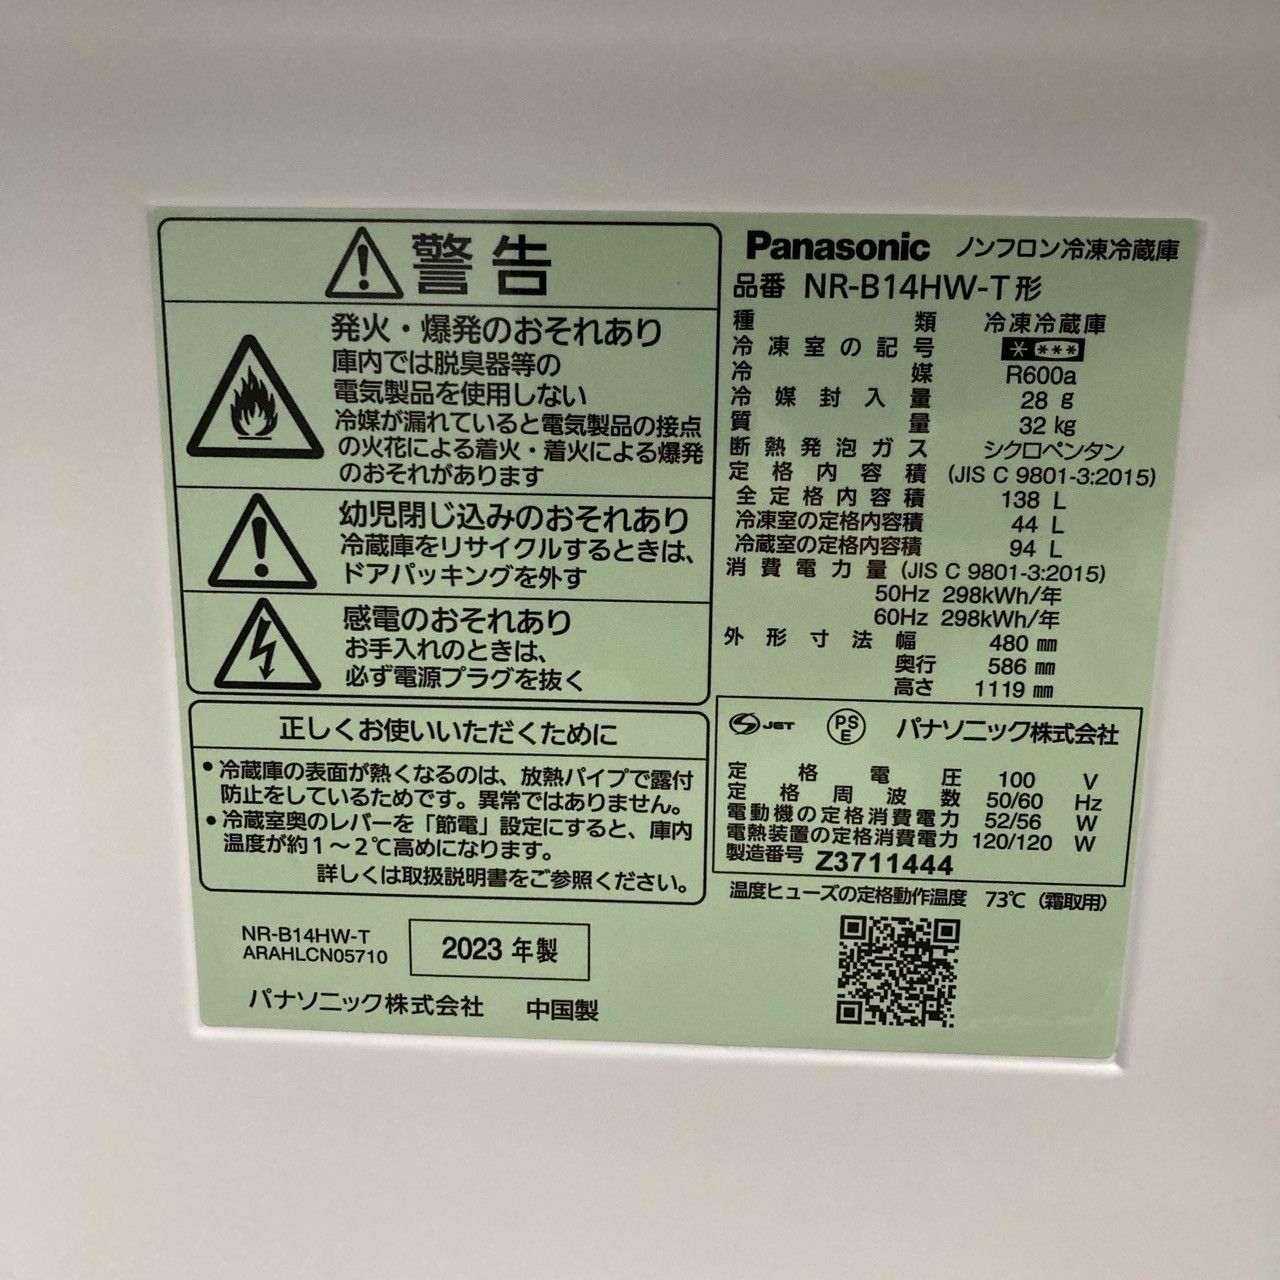 警告
発火・爆発のおそれあり
庫内では脱臭器等の
電気製品を使用しない
冷媒が漏れていると電気製品の接点
の火花による着火・着火による爆発
のおそれがあります
幼児閉じ込みのおそれあり
冷蔵庫をリサイクルするときは、
ドアパッキングを外す
感電のおそれあり
お手入れのときは、
必ず電源プラグを抜く
正しくお使いいただくために
•冷蔵庫の表面が熱くなるのは、放熱パイプで露付
防止をしているためです。異常ではありません。
•冷蔵室奥のレバーを「節電」設定にすると、庫内
温度が約1～2℃高めになります。
詳しくは取扱説明書をご参照ください。
NR-B14HW-T
ARAHLCN05710
2023 年製
パナソニック株式会社 中国製
Panasonic ノンフロン冷凍冷蔵庫
品番 NR-B14HW-T形
種類 冷凍冷蔵庫
冷凍室の記号 * ***
冷媒 R600a
冷媒封入量 28 g
質量 32 kg
断熱発泡ガス シクロペンタン
定格内容積 (JIS C 9801-3:2015)
全定格内容積 138 L
冷凍室の定格内容積 44 L
冷蔵室の定格内容積 94 L
消費電力量 (JIS C 9801-3:2015)
50Hz 298kWh/年
60Hz 298kWh/年
外形寸法 幅 480 mm
奥行 586 mm
高さ 1119 mm
S JET PS E パナソニック株式会社
定格電圧 100 V
定格周波数 50/60 Hz
電動機の定格消費電力 52/56 W
電熱装置の定格消費電力 120/120 W
製造番号 Z3711444
温度ヒューズの定格動作温度 73℃ (霜取用)